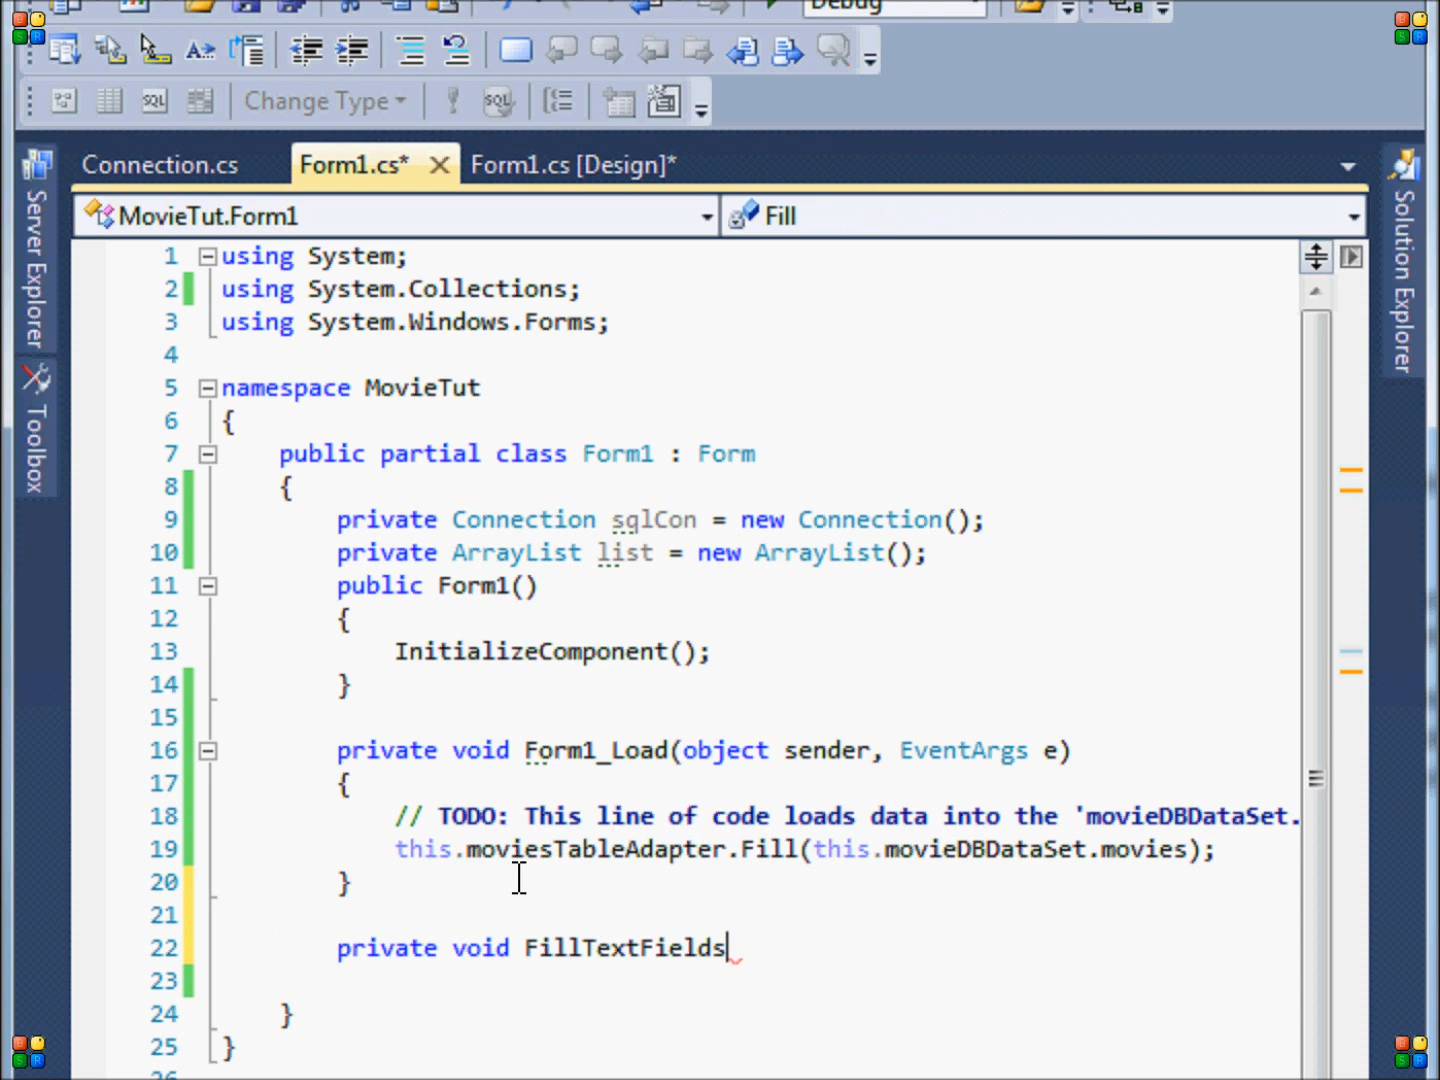 Debug
A
SQL
Change Type
!
SQL
Connection.cs
Form1.cs*
Form1.cs [Design]*
Server Explorer
Toolbox
Solution Explorer
MovieTut.Form1
Fill
1 using System;
2 using System.Collections;
3 using System.Windows.Forms;
4
5 namespace MovieTut
6 {
7 public partial class Form1 : Form
8 {
9 private Connection sqlCon = new Connection();
10 private ArrayList list = new ArrayList();
11 public Form1()
12 {
13 InitializeComponent();
14 }
15
16 private void Form1_Load(object sender, EventArgs e)
17 {
18 // TODO: This line of code loads data into the 'movieDBDataSet.
19 this.moviesTableAdapter.Fill(this.movieDBDataSet.movies);
20 }
21
22 private void FillTextFields
23
24 }
25 }